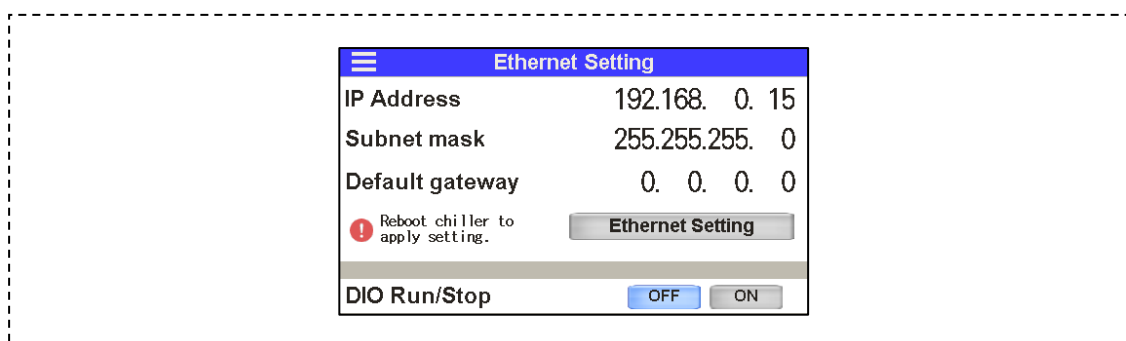 Ethernet Setting
IP Address 192.168. 0. 15
Subnet mask 255.255.255. 0
Default gateway 0. 0. 0. 0
! Reboot chiller to
apply setting.
Ethernet Setting
DIO Run/Stop OFF ON